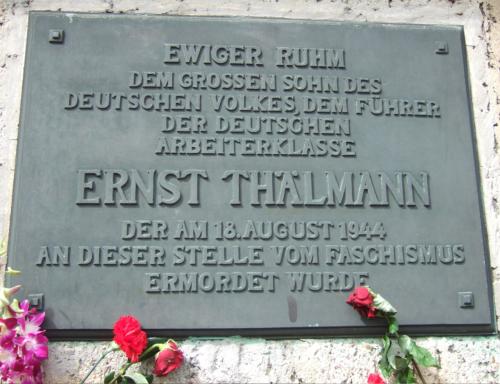 EWIGER RUHM
DEM GROSSEN SOHN DES
DEUTSCHEN VOLKES, DEM FÜHRER
DER DEUTSCHEN
ARBEITERKLASSE
ERNST THÄLMANN
DER AM 18. AUGUST 1944
AN DIESER STELLE VOM FASCHISMUS
ERMORDET WURDE